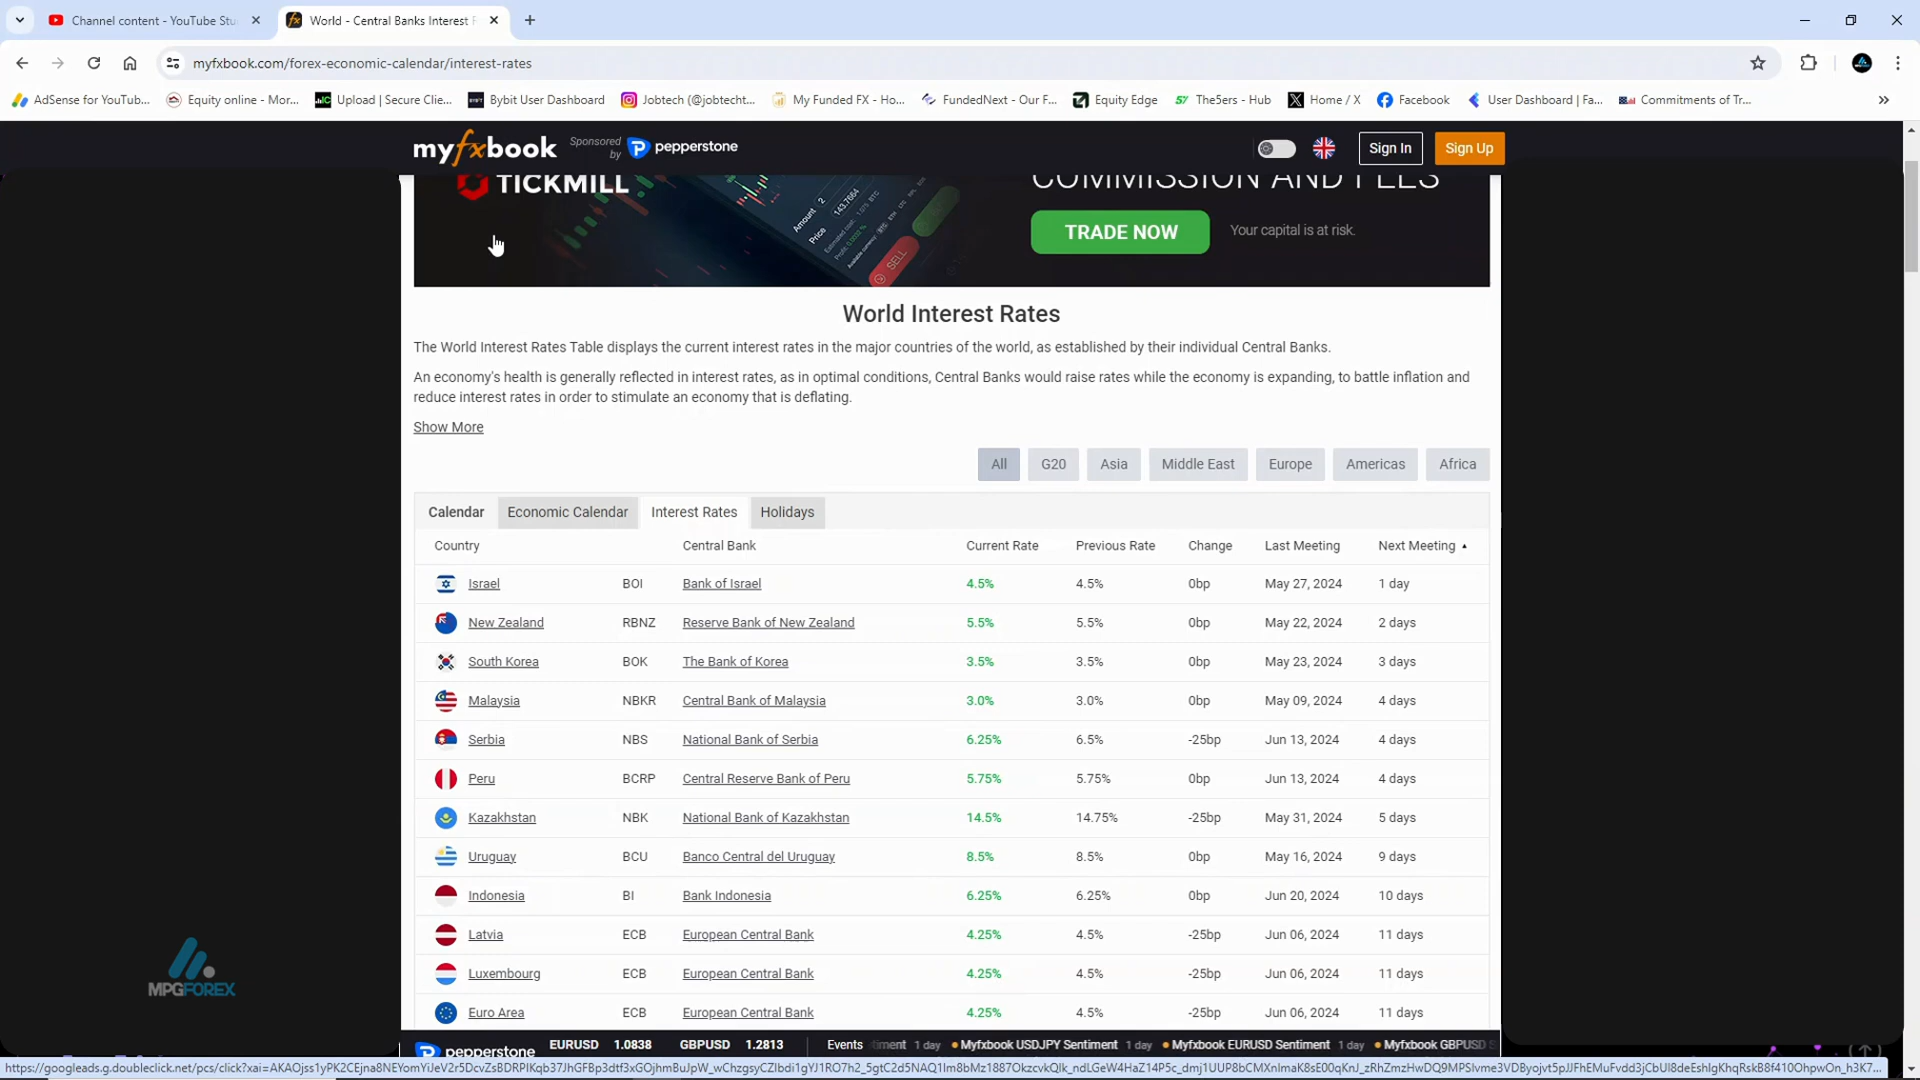 Channel content - YouTube Stu
World - Central Banks Interest R
myfxbook.com/forex-economic-calendar/interest-rates
AdSense for YouTub...
Equity online - Mor...
Upload | Secure Clie...
Bybit User Dashboard
Jobtech (@jobtecht...
My Funded FX - Ho...
FundedNext - Our F...
Equity Edge
The5ers - Hub
Home / X
Facebook
User Dashboard | Fa...
Commitments of Tr...
myfxbook Sponsored by pepperstone
Sign In
Sign Up
TICKMILL
COMMISSION AND FEES
Amount 2
Price 143.7664
SELL
TRADE NOW
Your capital is at risk.
World Interest Rates
The World Interest Rates Table displays the current interest rates in the major countries of the world, as established by their individual Central Banks.
An economy's health is generally reflected in interest rates, as in optimal conditions, Central Banks would raise rates while the economy is expanding, to battle inflation and
reduce interest rates in order to stimulate an economy that is deflating.
Show More
All G20 Asia Middle East Europe Americas Africa
Calendar Economic Calendar Interest Rates Holidays
Country Central Bank Current Rate Previous Rate Change Last Meeting Next Meeting
Israel BOI Bank of Israel 4.5% 4.5% 0bp May 27, 2024 1 day
New Zealand RBNZ Reserve Bank of New Zealand 5.5% 5.5% 0bp May 22, 2024 2 days
South Korea BOK The Bank of Korea 3.5% 3.5% 0bp May 23, 2024 3 days
Malaysia NBKR Central Bank of Malaysia 3.0% 3.0% 0bp May 09, 2024 4 days
Serbia NBS National Bank of Serbia 6.25% 6.5% -25bp Jun 13, 2024 4 days
Peru BCRP Central Reserve Bank of Peru 5.75% 5.75% 0bp Jun 13, 2024 4 days
Kazakhstan NBK National Bank of Kazakhstan 14.5% 14.75% -25bp May 31, 2024 5 days
Uruguay BCU Banco Central del Uruguay 8.5% 8.5% 0bp May 16, 2024 9 days
Indonesia BI Bank Indonesia 6.25% 6.25% 0bp Jun 20, 2024 10 days
Latvia ECB European Central Bank 4.25% 4.5% -25bp Jun 06, 2024 11 days
Luxembourg ECB European Central Bank 4.25% 4.5% -25bp Jun 06, 2024 11 days
Euro Area ECB European Central Bank 4.25% 4.5% -25bp Jun 06, 2024 11 days
MPGFOREX
pepperstone EURUSD 1.0838 GBPUSD 1.2813 Events timent 1 day Myfxbook USDJPY Sentiment 1 day Myfxbook EURUSD Sentiment 1 day Myfxbook GBPUSD S